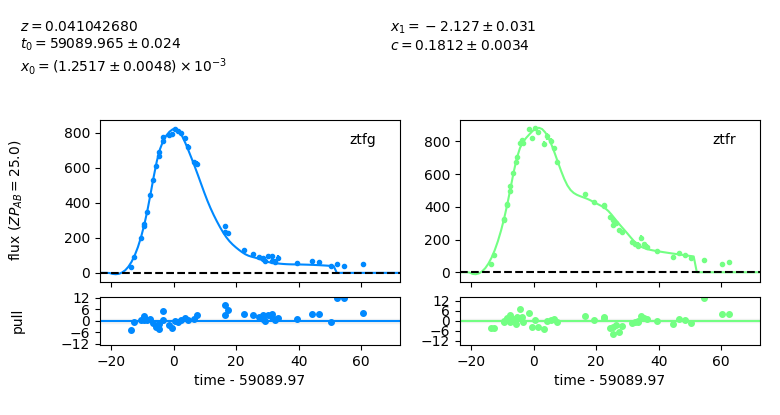 z = 0.041042680
t₀ = 59089.965 ± 0.024
x₀ = (1.2517 ± 0.0048) × 10⁻³
x₁ = −2.127 ± 0.031
c = 0.1812 ± 0.0034
flux (ZP_AB = 25.0)
800
600
400
200
0
ztfg
800
600
400
200
0
ztfr
pull
12
6
0
−6
−12
−20 0 20 40 60
time - 59089.97
12
6
0
−6
−12
−20 0 20 40 60
time - 59089.97